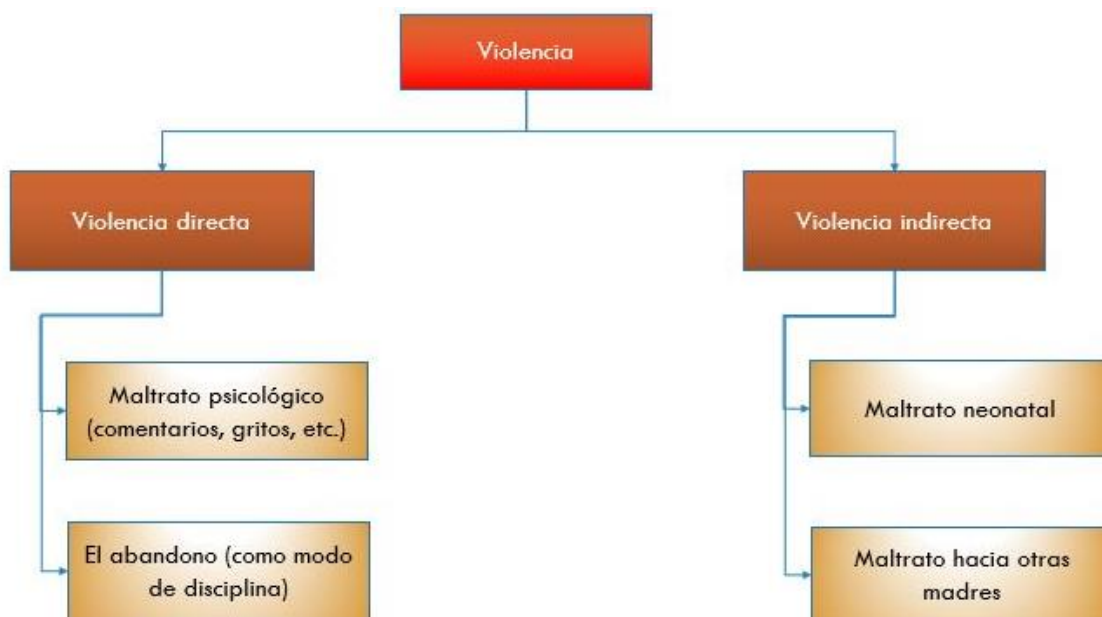 Violencia
Violencia directa
Violencia indirecta
Maltrato psicológico
(comentarios, gritos, etc.)
Maltrato neonatal
El abandono (como modo
de disciplina)
Maltrato hacia otras
madres